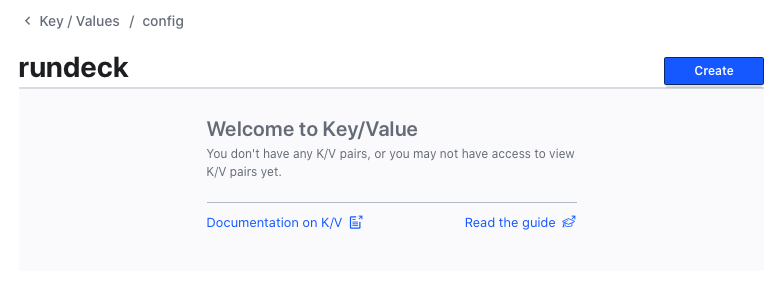 Key / Values / config
rundeck
Create
Welcome to Key/Value
You don't have any K/V pairs, or you may not have access to view
K/V pairs yet.
Documentation on K/V
Read the guide